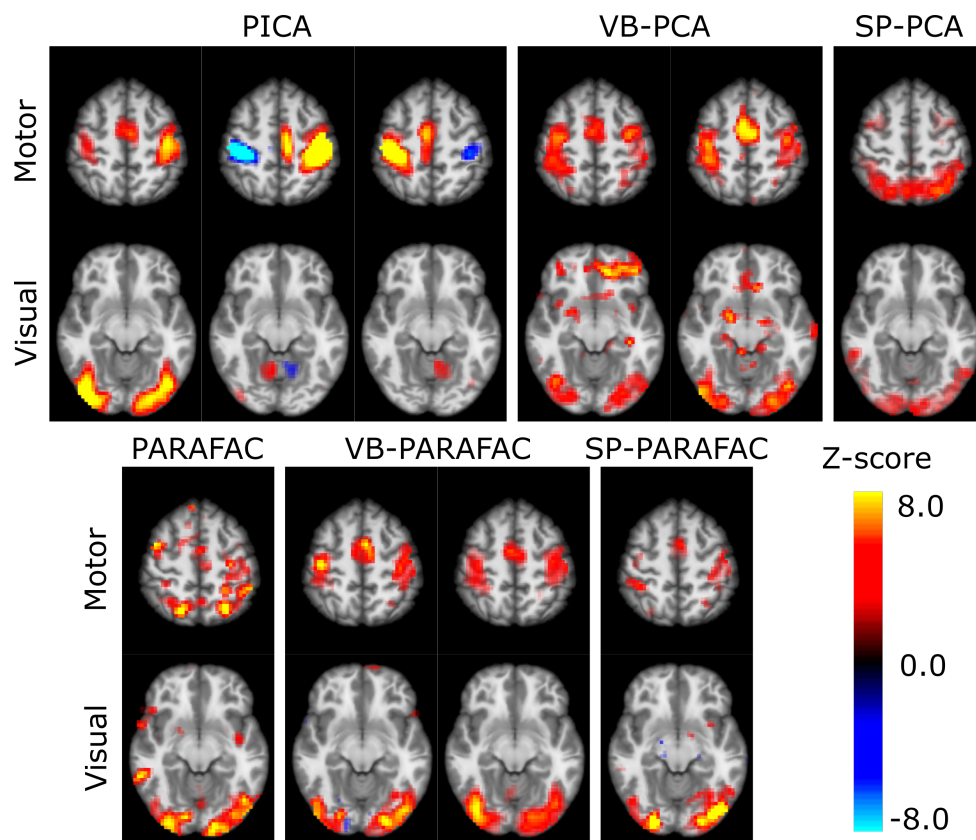 PICA VB-PCA SP-PCA
Motor
Visual
PARAFAC VB-PARAFAC SP-PARAFAC
Z-score
8.0
Motor
0.0
Visual
-8.0